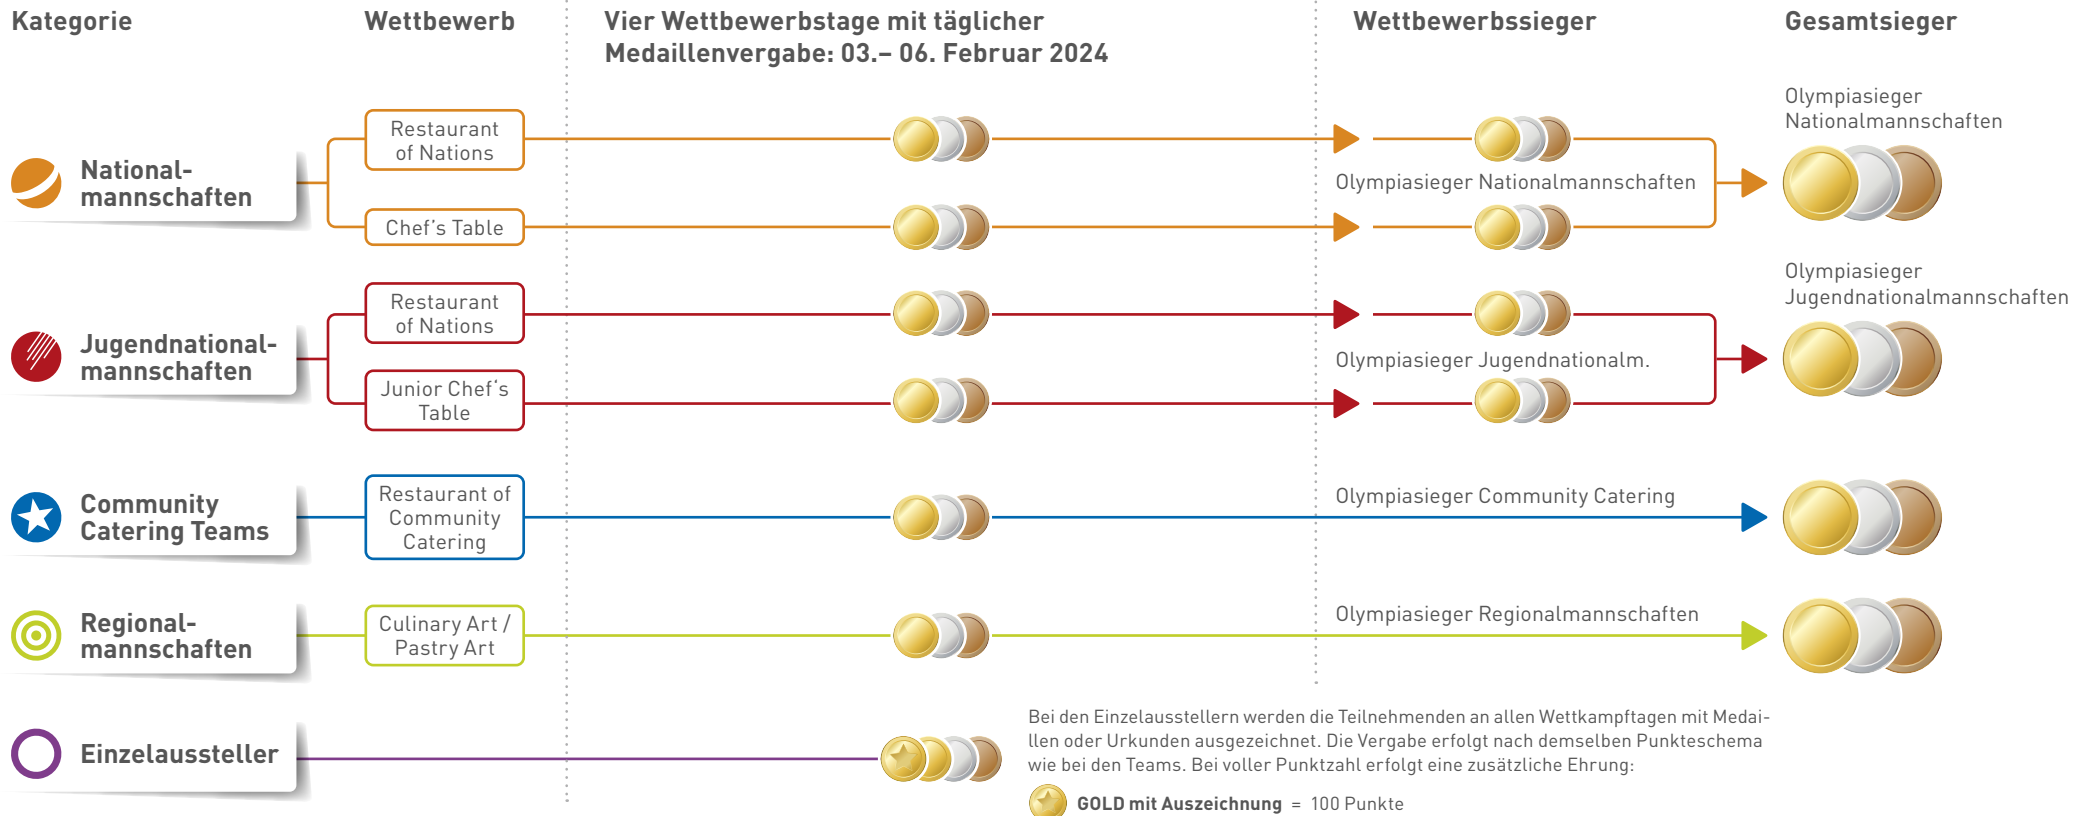 Kategorie
Wettbewerb
Vier Wettbewerbstage mit täglicher
Medaillenvergabe: 03.– 06. Februar 2024
Wettbewerbssieger
Gesamtsieger
National-
mannschaften
Restaurant
of Nations
Chef’s Table
Olympiasieger Nationalmannschaften
Olympiasieger
Nationalmannschaften
Jugendnational-
mannschaften
Restaurant
of Nations
Junior Chef‘s
Table
Olympiasieger Jugendnationalm.
Olympiasieger
Jugendnationalmannschaften
Community
Catering Teams
Restaurant of
Community
Catering
Olympiasieger Community Catering
Regional-
mannschaften
Culinary Art /
Pastry Art
Olympiasieger Regionalmannschaften
Einzelaussteller
Bei den Einzelausstellern werden die Teilnehmenden an allen Wettkampftagen mit Medai-
llen oder Urkunden ausgezeichnet. Die Vergabe erfolgt nach demselben Punkteschema
wie bei den Teams. Bei voller Punktzahl erfolgt eine zusätzliche Ehrung:
GOLD mit Auszeichnung = 100 Punkte